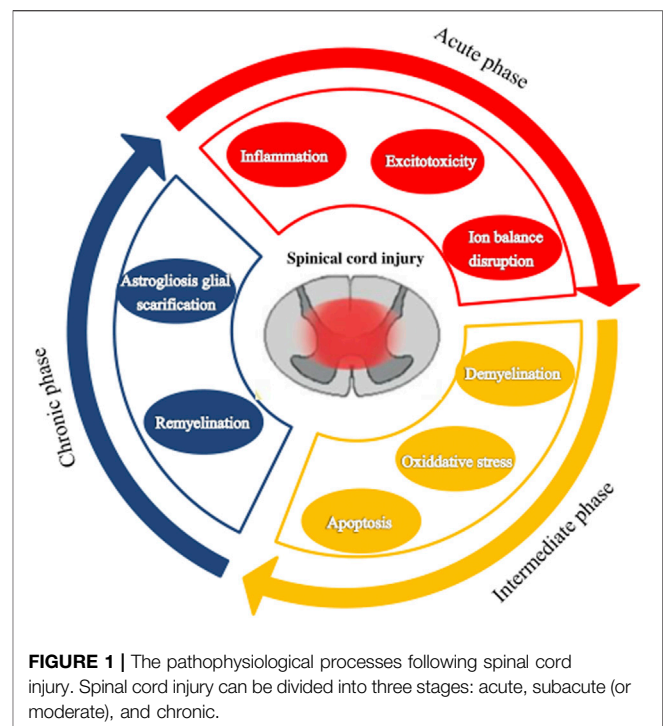 Acute phase
Inflammation
Excitotoxicity
Ion balance
disruption
Spinical cord injury
Astrogliosis glial
scarification
Remyelination
Chronic phase
Demyelination
Oxiddative stress
Apoptosis
Intermediate phase
FIGURE 1 | The pathophysiological processes following spinal cord
injury. Spinal cord injury can be divided into three stages: acute, subacute (or
moderate), and chronic.